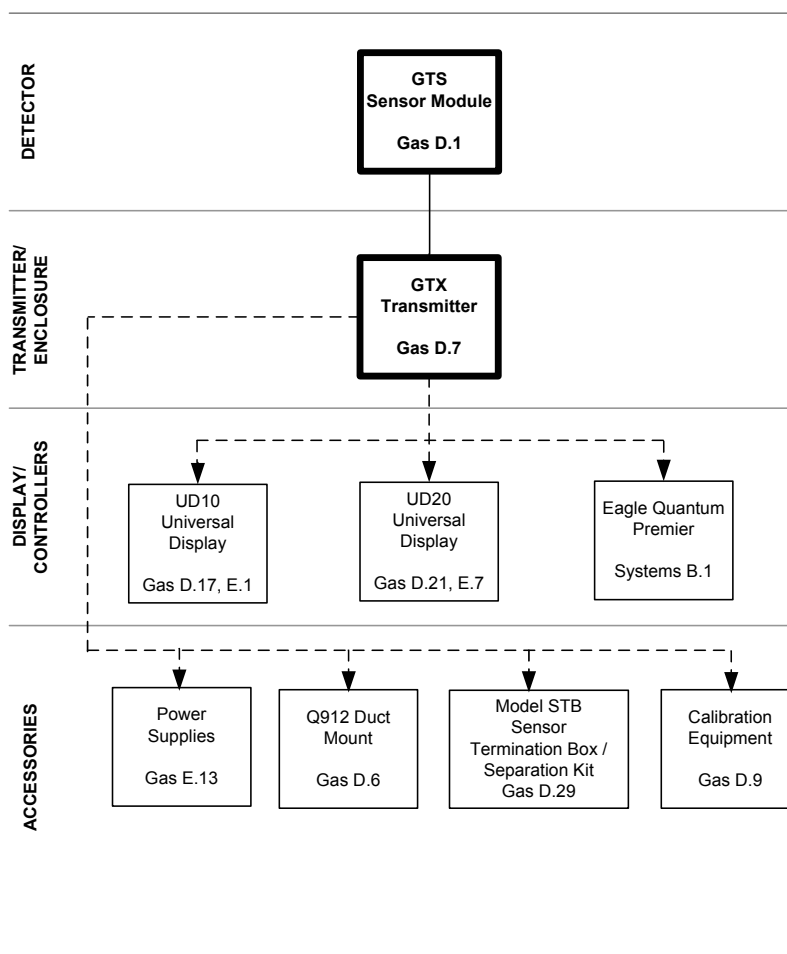 DETECTOR
GTS
Sensor Module
Gas D.1
TRANSMITTER/
ENCLOSURE
GTX
Transmitter
Gas D.7
DISPLAY/
CONTROLLERS
UD10
Universal
Display
Gas D.17, E.1
UD20
Universal
Display
Gas D.21, E.7
Eagle Quantum
Premier
Systems B.1
ACCESSORIES
Power
Supplies
Gas E.13
Q912 Duct
Mount
Gas D.6
Model STB
Sensor
Termination Box /
Separation Kit
Gas D.29
Calibration
Equipment
Gas D.9